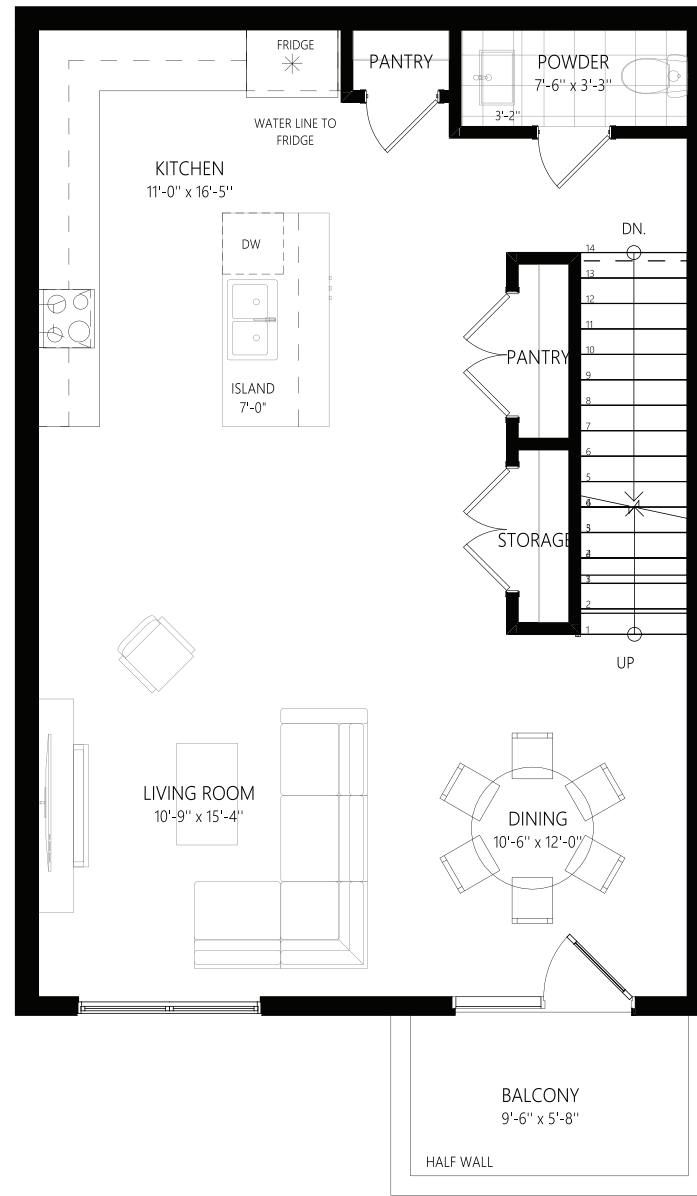 FRIDGE
PANTRY
POWDER
7'-6" x 3'-3"
3'-2"
WATER LINE TO
FRIDGE
KITCHEN
11'-0" x 16'-5"
DN.
DW
14
13
12
11
10
9
8
7
6
5
PANTRY
ISLAND
7'-0"
STORAGE
3
2
1
UP
LIVING ROOM
10'-9" x 15'-4"
DINING
10'-6" x 12'-0"
BALCONY
9'-6" x 5'-8"
HALF WALL